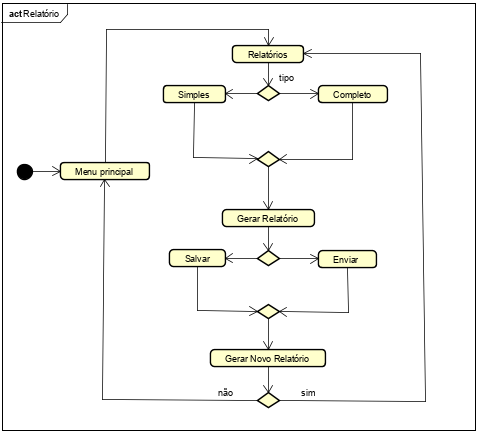 act Relatório
Relatórios
tipo
Simples
Completo
Menu principal
Gerar Relatório
Salvar
Enviar
Gerar Novo Relatório
não
sim